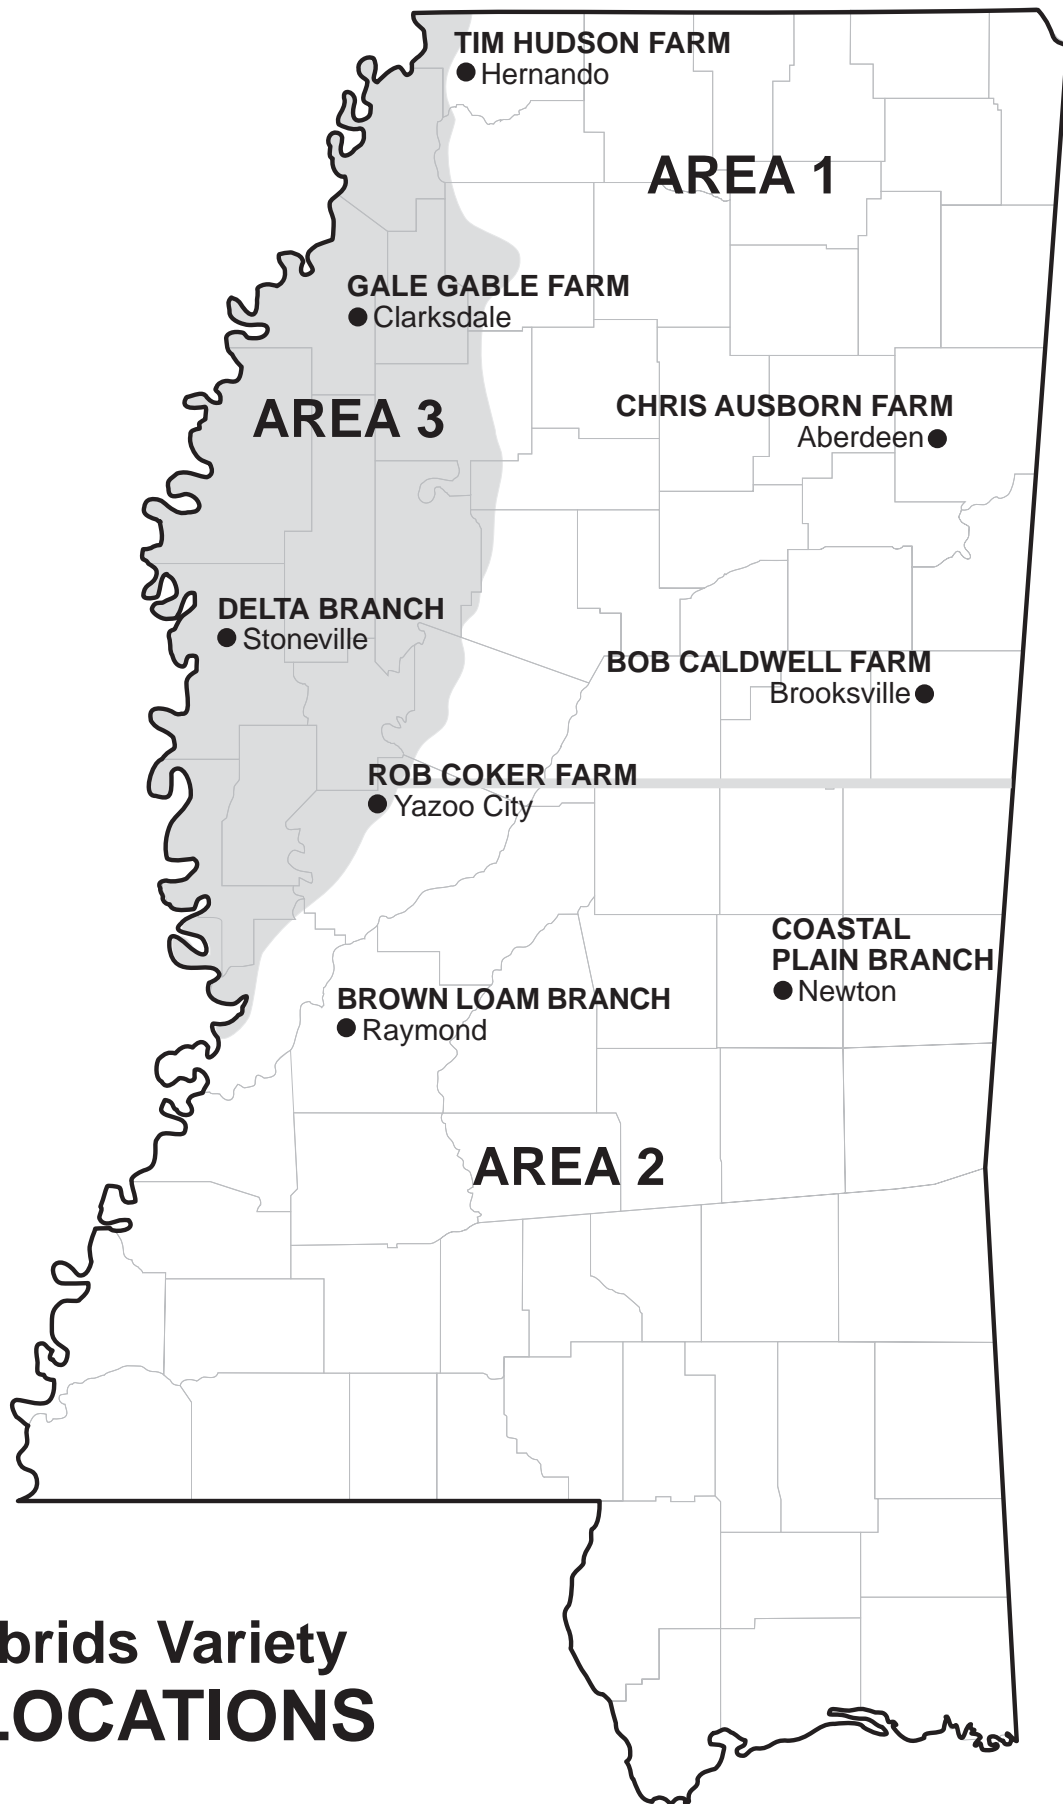 TIM HUDSON FARM
Hernando
AREA 1
GALE GABLE FARM
Clarksdale
AREA 3
CHRIS AUSBORN FARM
Aberdeen
DELTA BRANCH
Stoneville
BOB CALDWELL FARM
Brooksville
ROB COKER FARM
Yazoo City
COASTAL
PLAIN BRANCH
Newton
BROWN LOAM BRANCH
Raymond
AREA 2
brids Variety
LOCATIONS